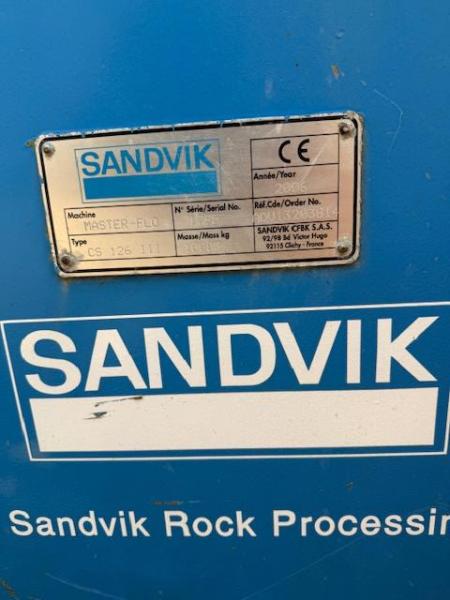 SANDVIK
CE
Année/Year
2006
Machine
MASTER-FLO
N° Série/Serial No.
Réf.Cde/Order No.
Type
CS 126 III
Masse/Mass kg
SANDVIK CFBK S.A.S.
92/98 Bd Victor Hugo
92115 Clichy - France
SANDVIK
Sandvik Rock Processin